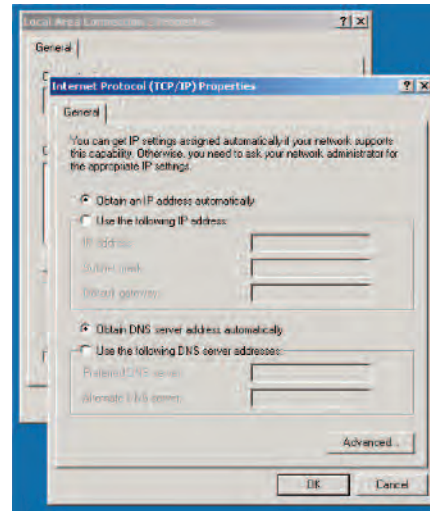 Local Area Connection Properties
General
Internet Protocol (TCP/IP) Properties
General
You can get IP settings assigned automatically if your network supports
this capability. Otherwise, you need to ask your network administrator for
the appropriate IP settings.
Obtain an IP address automatically
Use the following IP address:
IP address:
Subnet mask:
Default gateway:
Obtain DNS server address automatically
Use the following DNS server addresses:
Preferred DNS server:
Alternate DNS server:
Advanced...
OK
Cancel